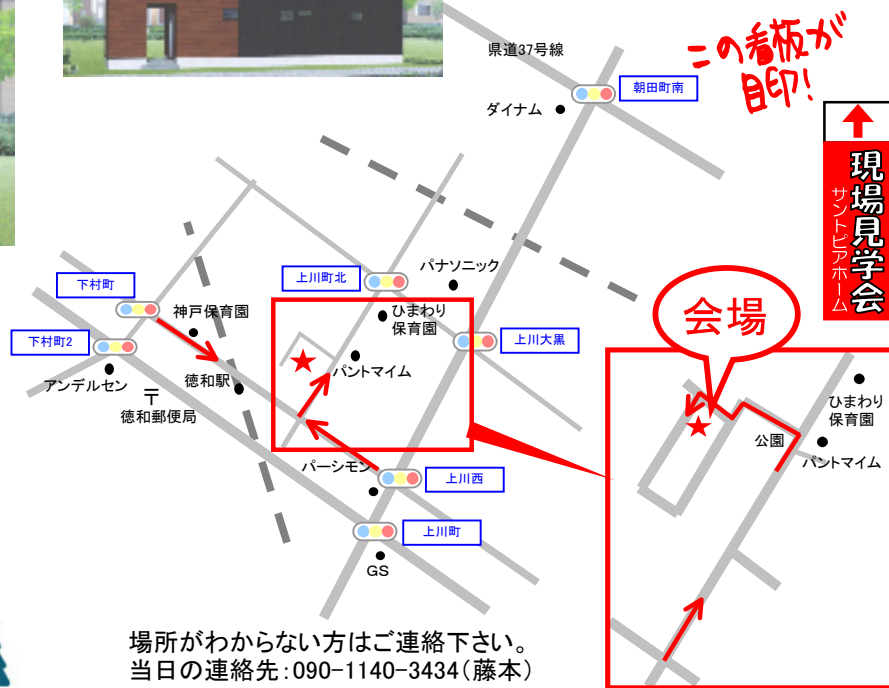 県道37号線
この看板が
目印!
朝田町南
ダイナム
現場見学会
サントピアホーム
パナソニック
上川町北
下村町
神戸保育園
ひまわり
保育園
会場
下村町2
上川大黒
アンデルセン
徳和駅
パントマイム
〒
徳和郵便局
ひまわり
保育園
公園
パントマイム
パーシモン
上川西
上川町
GS
場所がわからない方はご連絡下さい。
当日の連絡先:090-1140-3434(藤本)